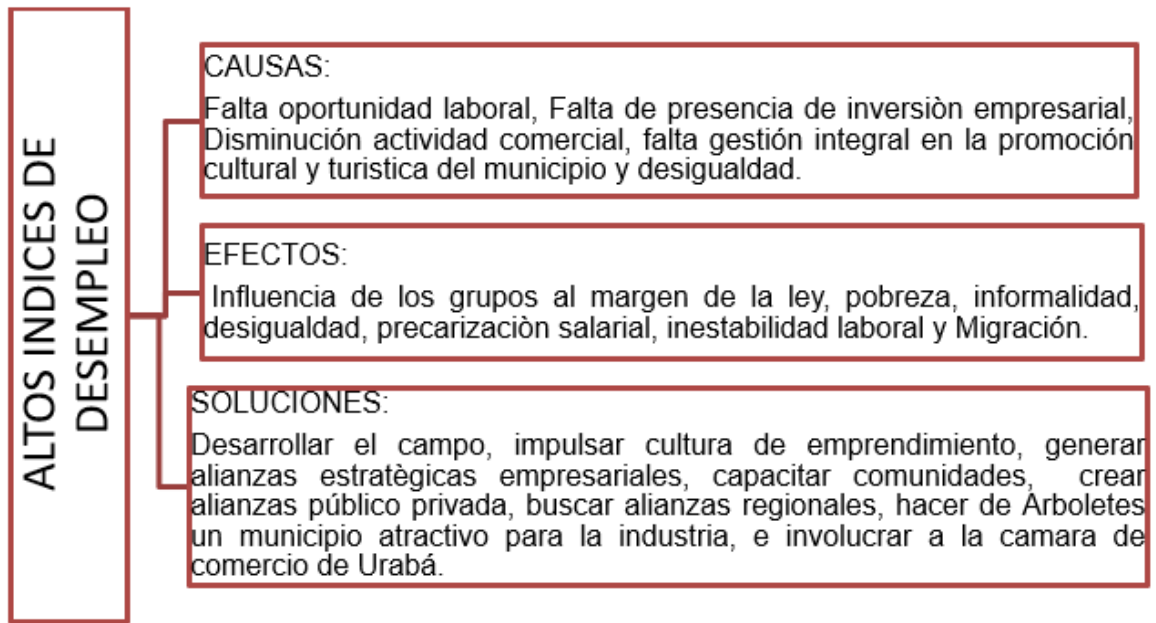 ALTOS INDICES DE
DESEMPLEO
CAUSAS:
Falta oportunidad laboral, Falta de presencia de inversiòn empresarial,
Disminución actividad comercial, falta gestión integral en la promoción
cultural y turistica del municipio y desigualdad.
EFECTOS:
Influencia de los grupos al margen de la ley, pobreza, informalidad,
desigualdad, precarizaciòn salarial, inestabilidad laboral y Migración.
SOLUCIONES:
Desarrollar el campo, impulsar cultura de emprendimiento, generar
alianzas estratègicas empresariales, capacitar comunidades, crear
alianzas público privada, buscar alianzas regionales, hacer de Arboletes
un municipio atractivo para la industria, e involucrar a la camara de
comercio de Urabá.